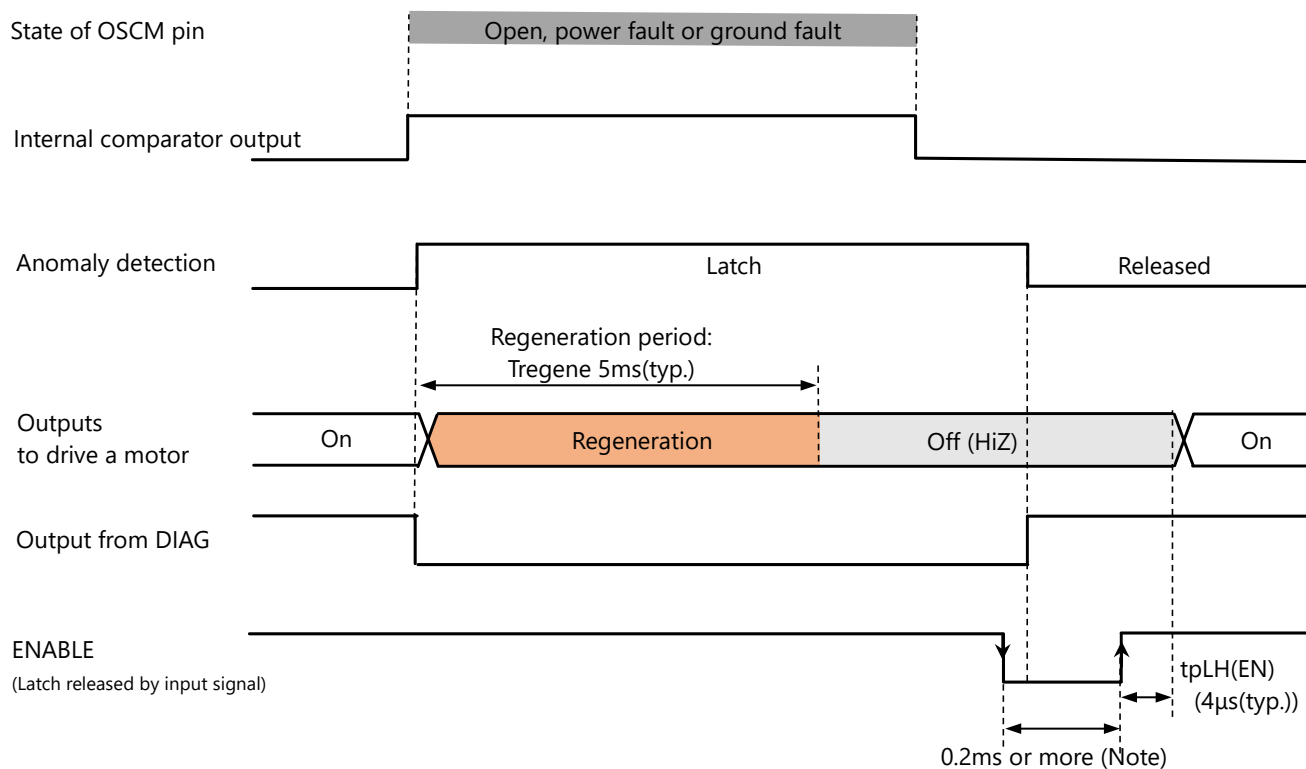 State of OSCM pin
Open, power fault or ground fault
Internal comparator output
Anomaly detection
Latch
Released
Regeneration period:
Tregene 5ms(typ.)
Outputs
to drive a motor
On
Regeneration
Off (HiZ)
On
Output from DIAG
ENABLE
(Latch released by input signal)
tpLH(EN)
(4µs(typ.))
0.2ms or more (Note)